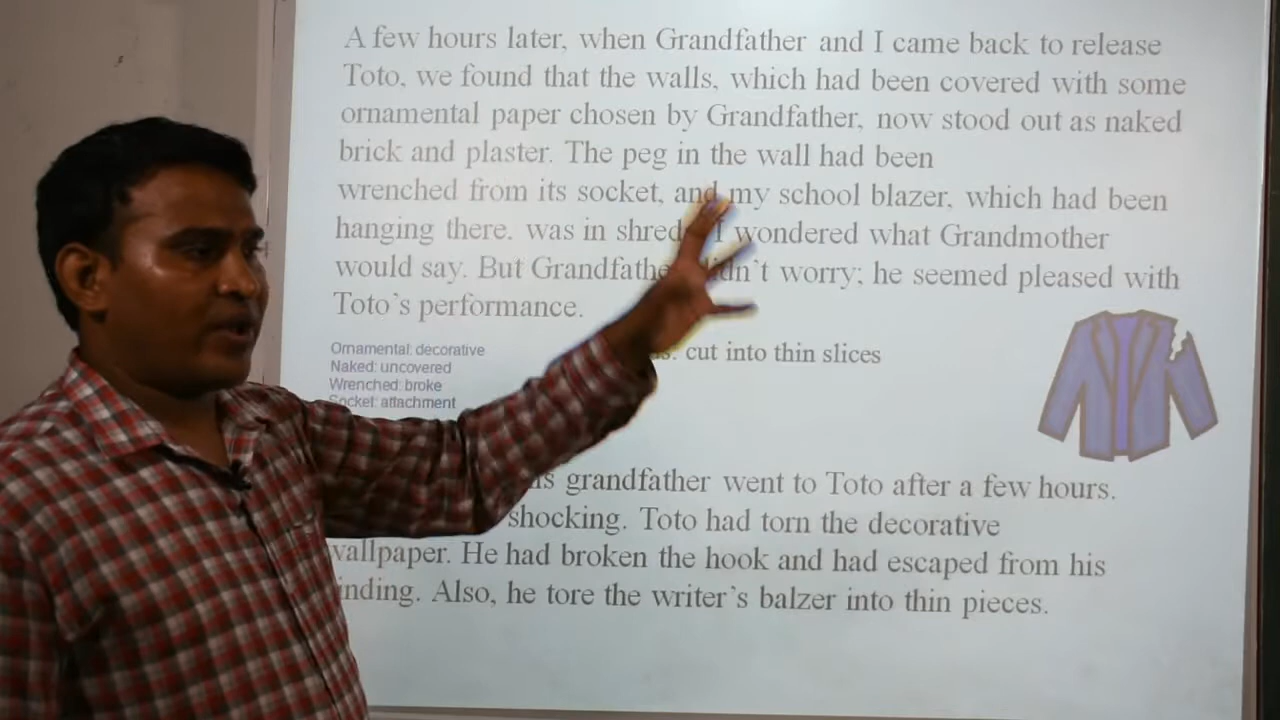 A few hours later, when Grandfather and I came back to release
Toto, we found that the walls, which had been covered with some
ornamental paper chosen by Grandfather, now stood out as naked
brick and plaster. The peg in the wall had been
wrenched from its socket, and my school blazer, which had been
hanging there, was in shred I wondered what Grandmother
would say. But Grandfathe didn`t worry; he seemed pleased with
Toto`s performance.
Ornamental: decorative
Naked: uncovered
Wrenched: broke
Socket: attachment
cut into thin slices
grandfather went to Toto after a few hours.
shocking. Toto had torn the decorative
wallpaper. He had broken the hook and had escaped from his
inding. Also, he tore the writer`s balzer into thin pieces.